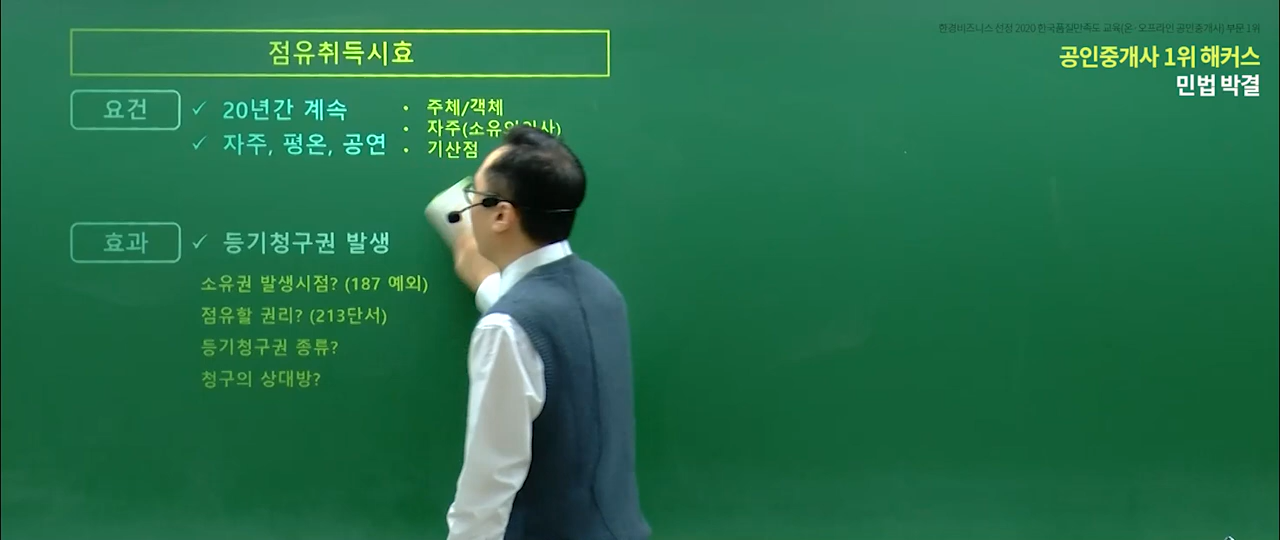 한경비즈니스 선정 2020 한국품질만족도 교육(온·오프라인 공인중개사) 부문 1위
공인중개사 1위 해커스
민법 박결
점유취득시효
요건
✓ 20년간 계속
✓ 자주, 평온, 공연
• 주체/객체
• 자주(소유의사)
• 기산점
효과
✓ 등기청구권 발생
소유권 발생시점? (187 예외)
점유할 권리? (213단서)
등기청구권 종류?
청구의 상대방?